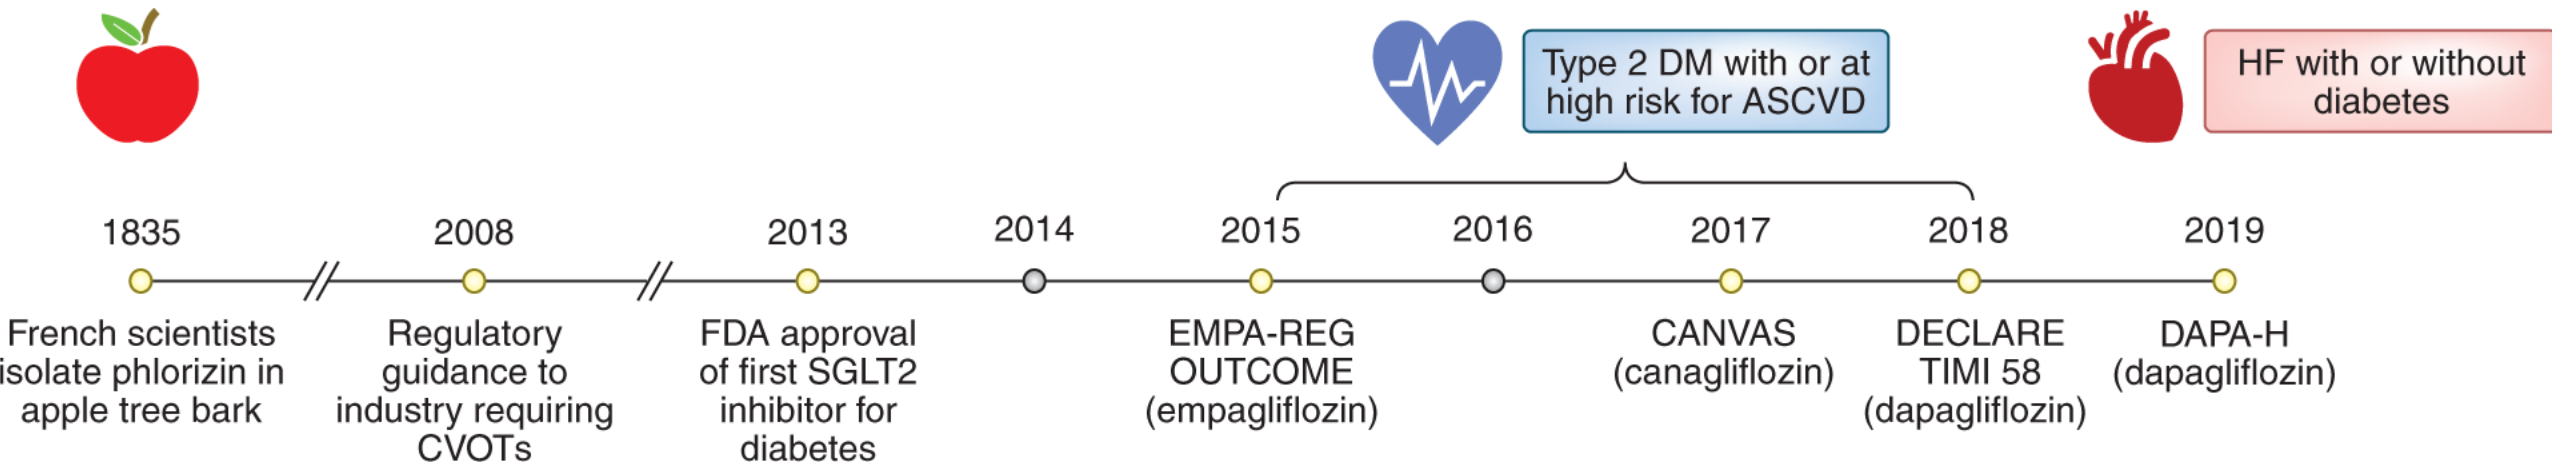 Type 2 DM with or at
high risk for ASCVD
HF with or without
diabetes
1835
2008
2013
2014
2015
2016
2017
2018
2019
French scientists
isolate phlorizin in
apple tree bark
Regulatory
guidance to
industry requiring
CVOTs
FDA approval
of first SGLT2
inhibitor for
diabetes
EMPA-REG
OUTCOME
(empagliflozin)
CANVAS
(canagliflozin)
DECLARE
TIMI 58
(dapagliflozin)
DAPA-H
(dapagliflozin)